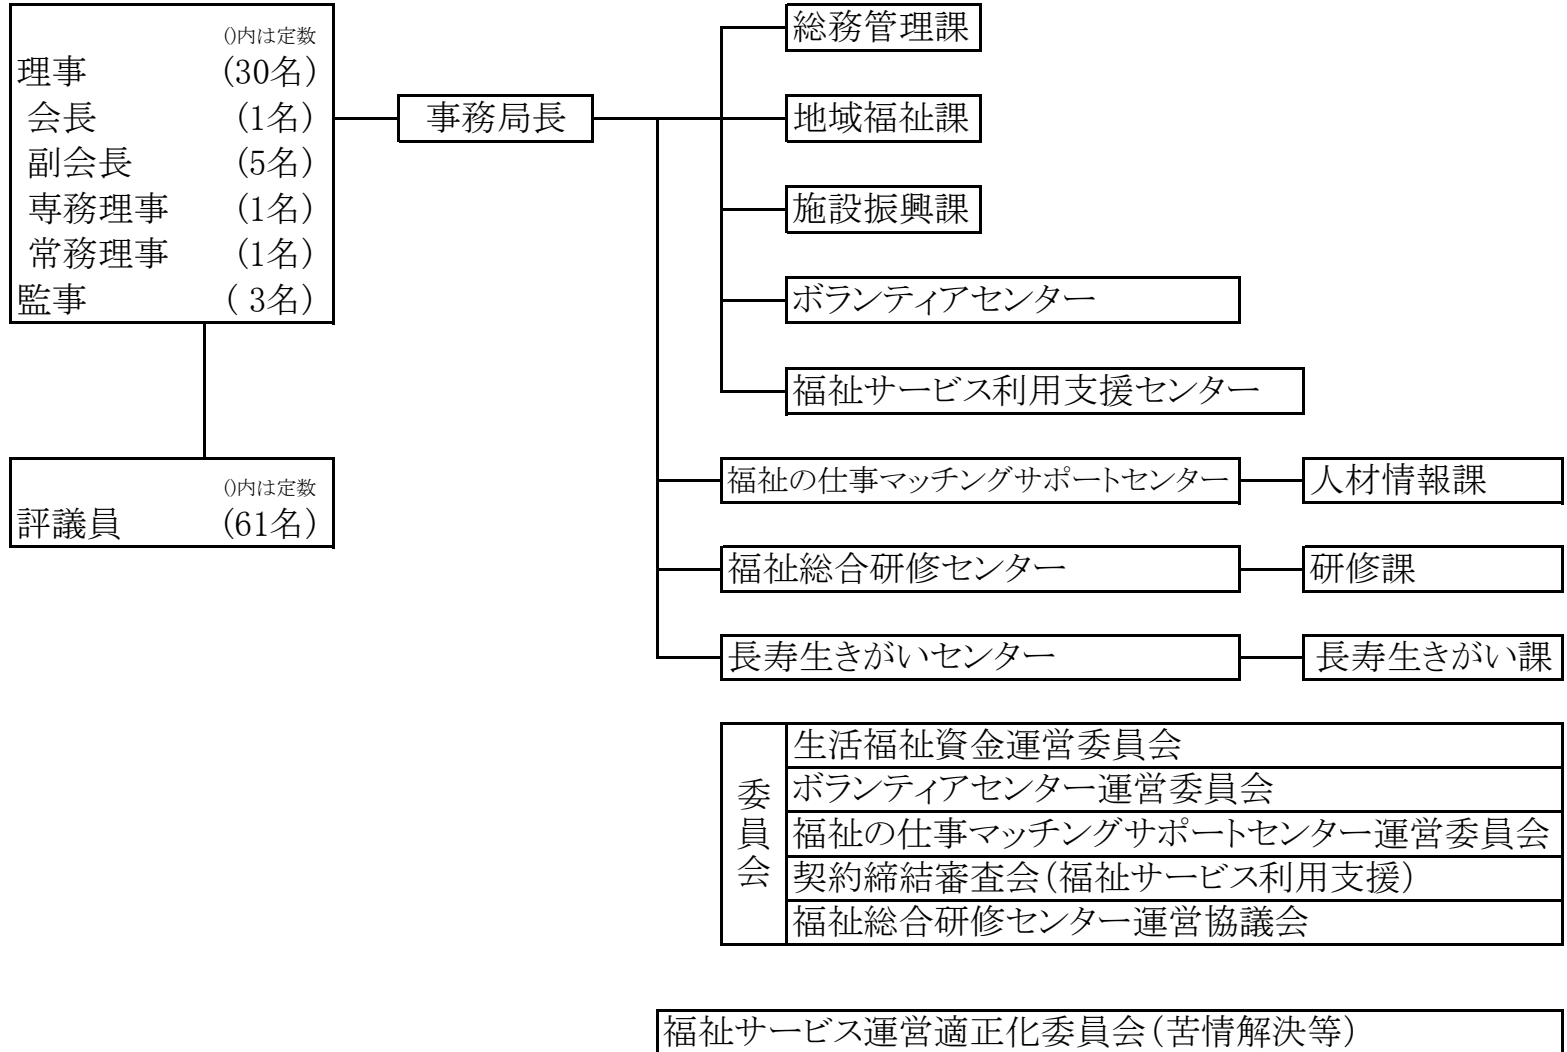 ()内は定数
理事 (30名)
会長 (1名)
副会長 (5名)
専務理事 (1名)
常務理事 (1名)
監事 ( 3名)
()内は定数
評議員 (61名)
事務局長
総務管理課
地域福祉課
施設振興課
ボランティアセンター
福祉サービス利用支援センター
福祉の仕事マッチングサポートセンター
人材情報課
福祉総合研修センター
研修課
長寿生きがいセンター
長寿生きがい課
委員会
生活福祉資金運営委員会
ボランティアセンター運営委員会
福祉の仕事マッチングサポートセンター運営委員会
契約締結審査会(福祉サービス利用支援)
福祉総合研修センター運営協議会
福祉サービス運営適正化委員会(苦情解決等)